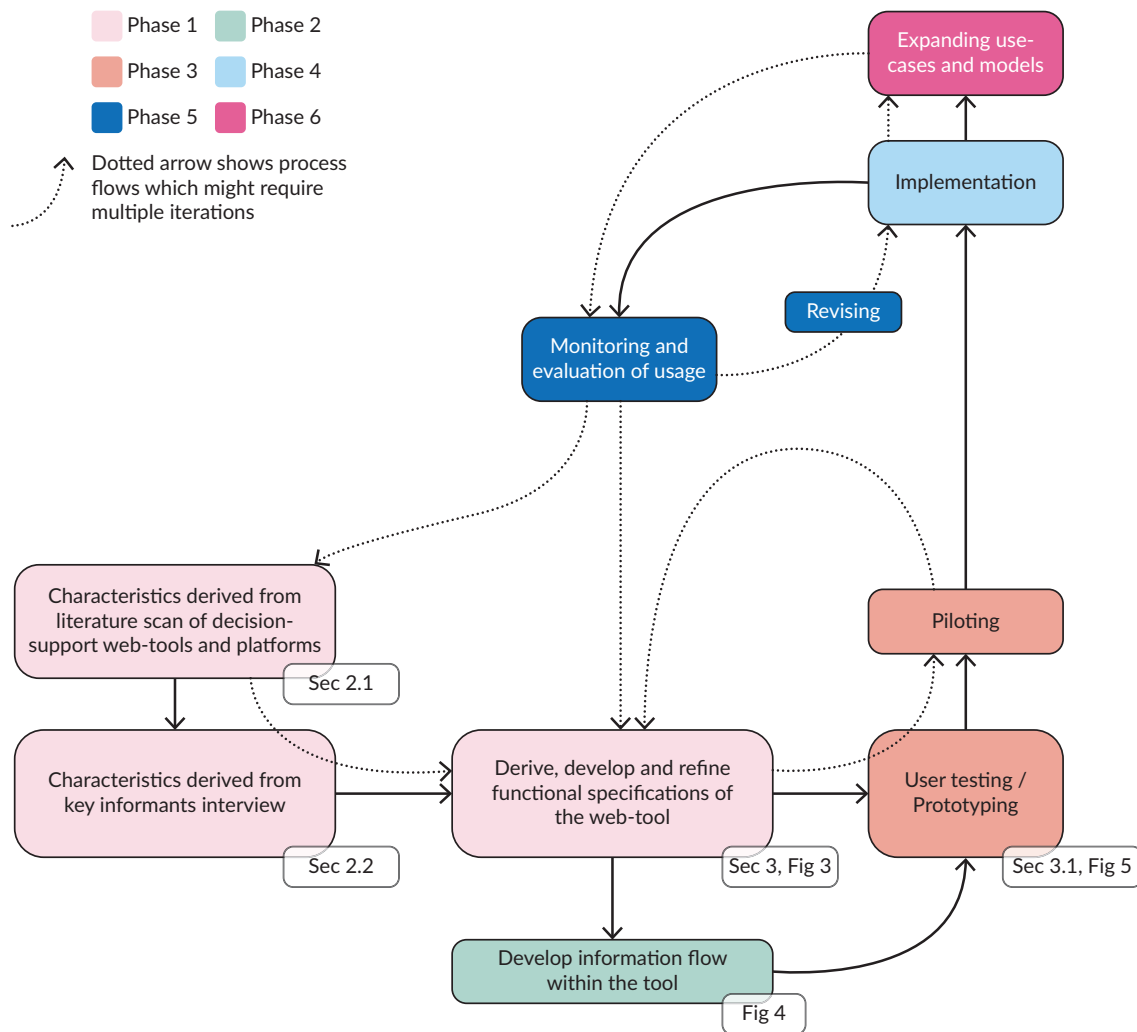 Phase 1
Phase 2
Phase 3
Phase 4
Phase 5
Phase 6
Dotted arrow shows process
flows which might require
multiple iterations
Expanding use-
cases and models
Implementation
Revising
Monitoring and
evaluation of usage
Characteristics derived from
literature scan of decision-
support web-tools and platforms
Sec 2.1
Piloting
Characteristics derived from
key informants interview
Sec 2.2
Derive, develop and refine
functional specifications of
the web-tool
Sec 3, Fig 3
User testing /
Prototyping
Sec 3.1, Fig 5
Develop information flow
within the tool
Fig 4